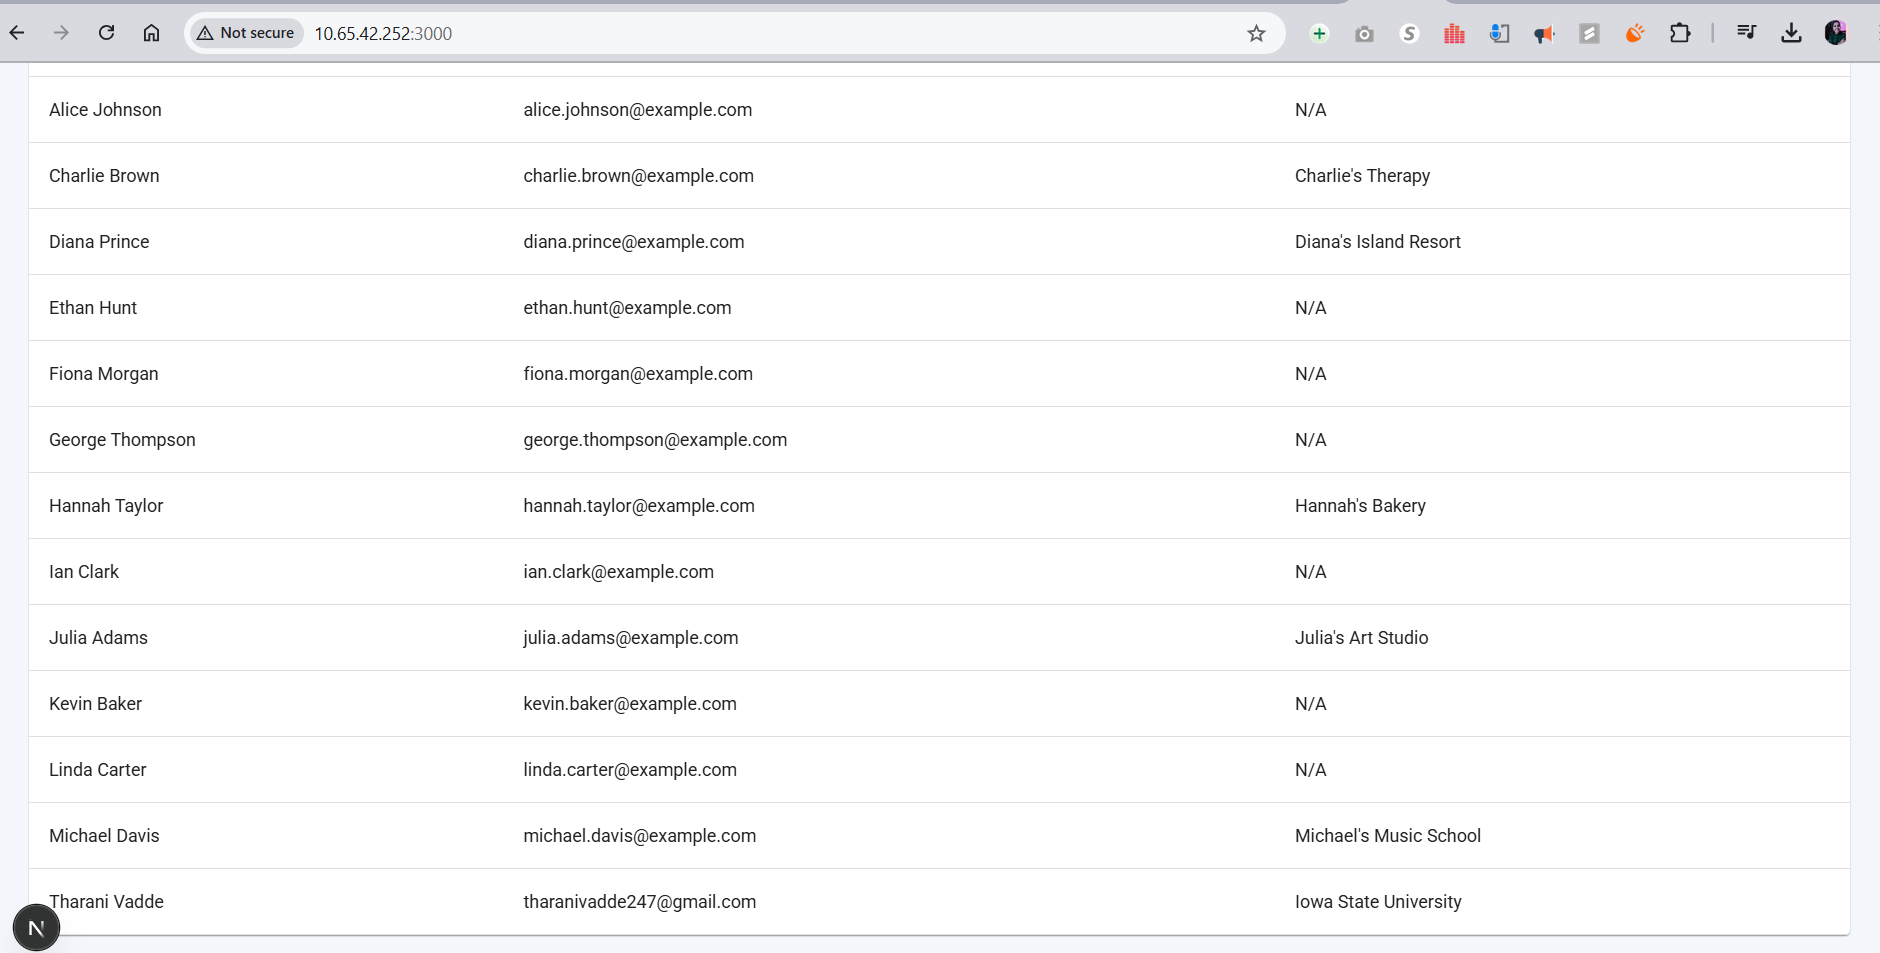 Not secure 10.65.42.252:3000
Alice Johnson alice.johnson@example.com N/A
Charlie Brown charlie.brown@example.com Charlie's Therapy
Diana Prince diana.prince@example.com Diana's Island Resort
Ethan Hunt ethan.hunt@example.com N/A
Fiona Morgan fiona.morgan@example.com N/A
George Thompson george.thompson@example.com N/A
Hannah Taylor hannah.taylor@example.com Hannah's Bakery
Ian Clark ian.clark@example.com N/A
Julia Adams julia.adams@example.com Julia's Art Studio
Kevin Baker kevin.baker@example.com N/A
Linda Carter linda.carter@example.com N/A
Michael Davis michael.davis@example.com Michael's Music School
Tharani Vadde tharanivadde247@gmail.com Iowa State University
N